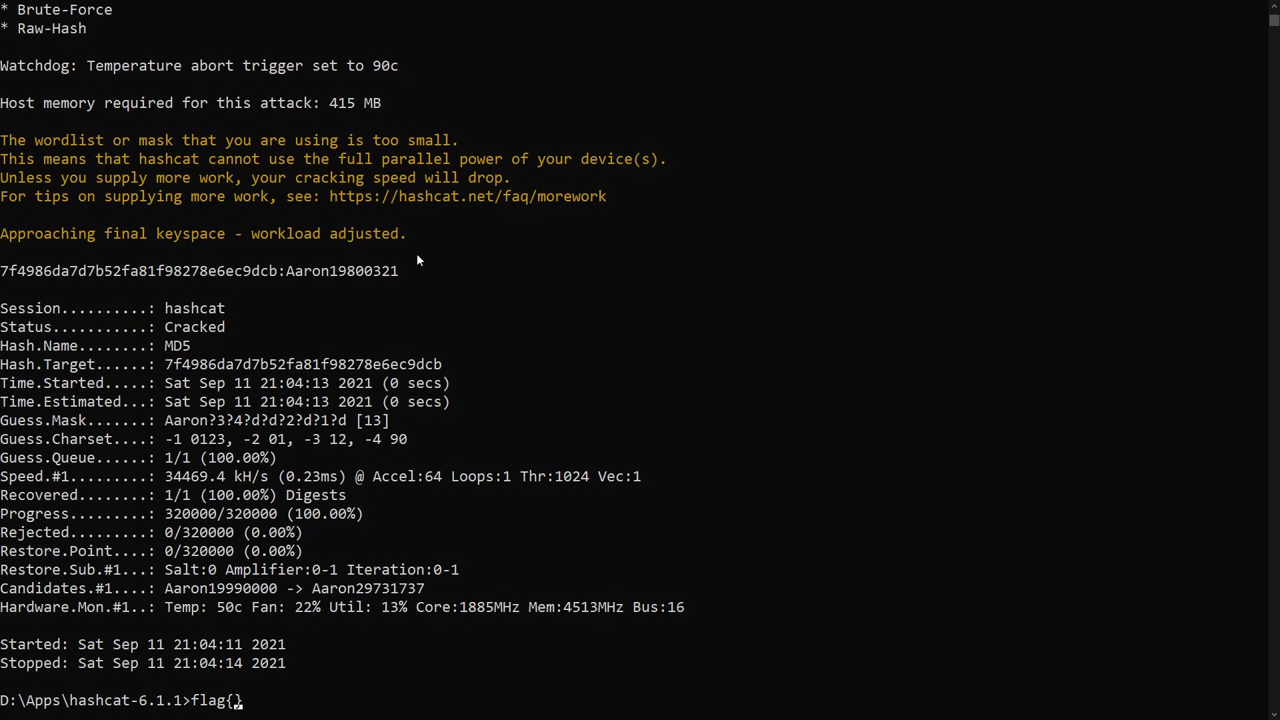 * Brute-Force
* Raw-Hash
Watchdog: Temperature abort trigger set to 90c
Host memory required for this attack: 415 MB
The wordlist or mask that you are using is too small.
This means that hashcat cannot use the full parallel power of your device(s).
Unless you supply more work, your cracking speed will drop.
For tips on supplying more work, see: https://hashcat.net/faq/morework
Approaching final keyspace - workload adjusted.
7f4986da7d7b52fa81f98278e6ec9dcb:Aaron19800321
Session..........: hashcat
Status...........: Cracked
Hash.Name........: MD5
Hash.Target......: 7f4986da7d7b52fa81f98278e6ec9dcb
Time.Started.....: Sat Sep 11 21:04:13 2021 (0 secs)
Time.Estimated...: Sat Sep 11 21:04:13 2021 (0 secs)
Guess.Mask.......: Aaron?3?4?d?d?2?d?1?d [13]
Guess.Charset....: -1 0123, -2 01, -3 12, -4 90
Guess.Queue......: 1/1 (100.00%)
Speed.#1.........: 34469.4 kH/s (0.23ms) @ Accel:64 Loops:1 Thr:1024 Vec:1
Recovered........: 1/1 (100.00%) Digests
Progress.........: 320000/320000 (100.00%)
Rejected.........: 0/320000 (0.00%)
Restore.Point....: 0/320000 (0.00%)
Restore.Sub.#1...: Salt:0 Amplifier:0-1 Iteration:0-1
Candidates.#1....: Aaron19990000 -> Aaron29731737
Hardware.Mon.#1..: Temp: 50c Fan: 22% Util: 13% Core:1885MHz Mem:4513MHz Bus:16
Started: Sat Sep 11 21:04:11 2021
Stopped: Sat Sep 11 21:04:14 2021
D:\Apps\hashcat-6.1.1>flag{}